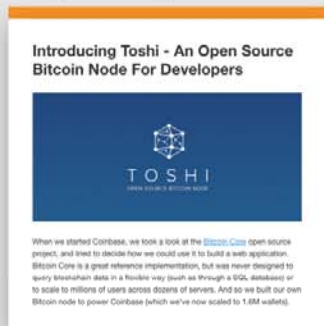 Introducing Toshi - An Open Source
Bitcoin Node For Developers
TOSHI
OPEN SOURCE BITCOIN NODE
When we started Coinbase, we took a look at the Bitcoin Core open source
project, and tried to decide how we could use it to build a web application.
Bitcoin Core is a great reference implementation, but was never designed to
query blockchain data in a flexible way (such as through a SQL database) or
to scale to millions of users across dozens of servers. And so we built our own
Bitcoin node to power Coinbase (which we've now scaled to 1.6M wallets).